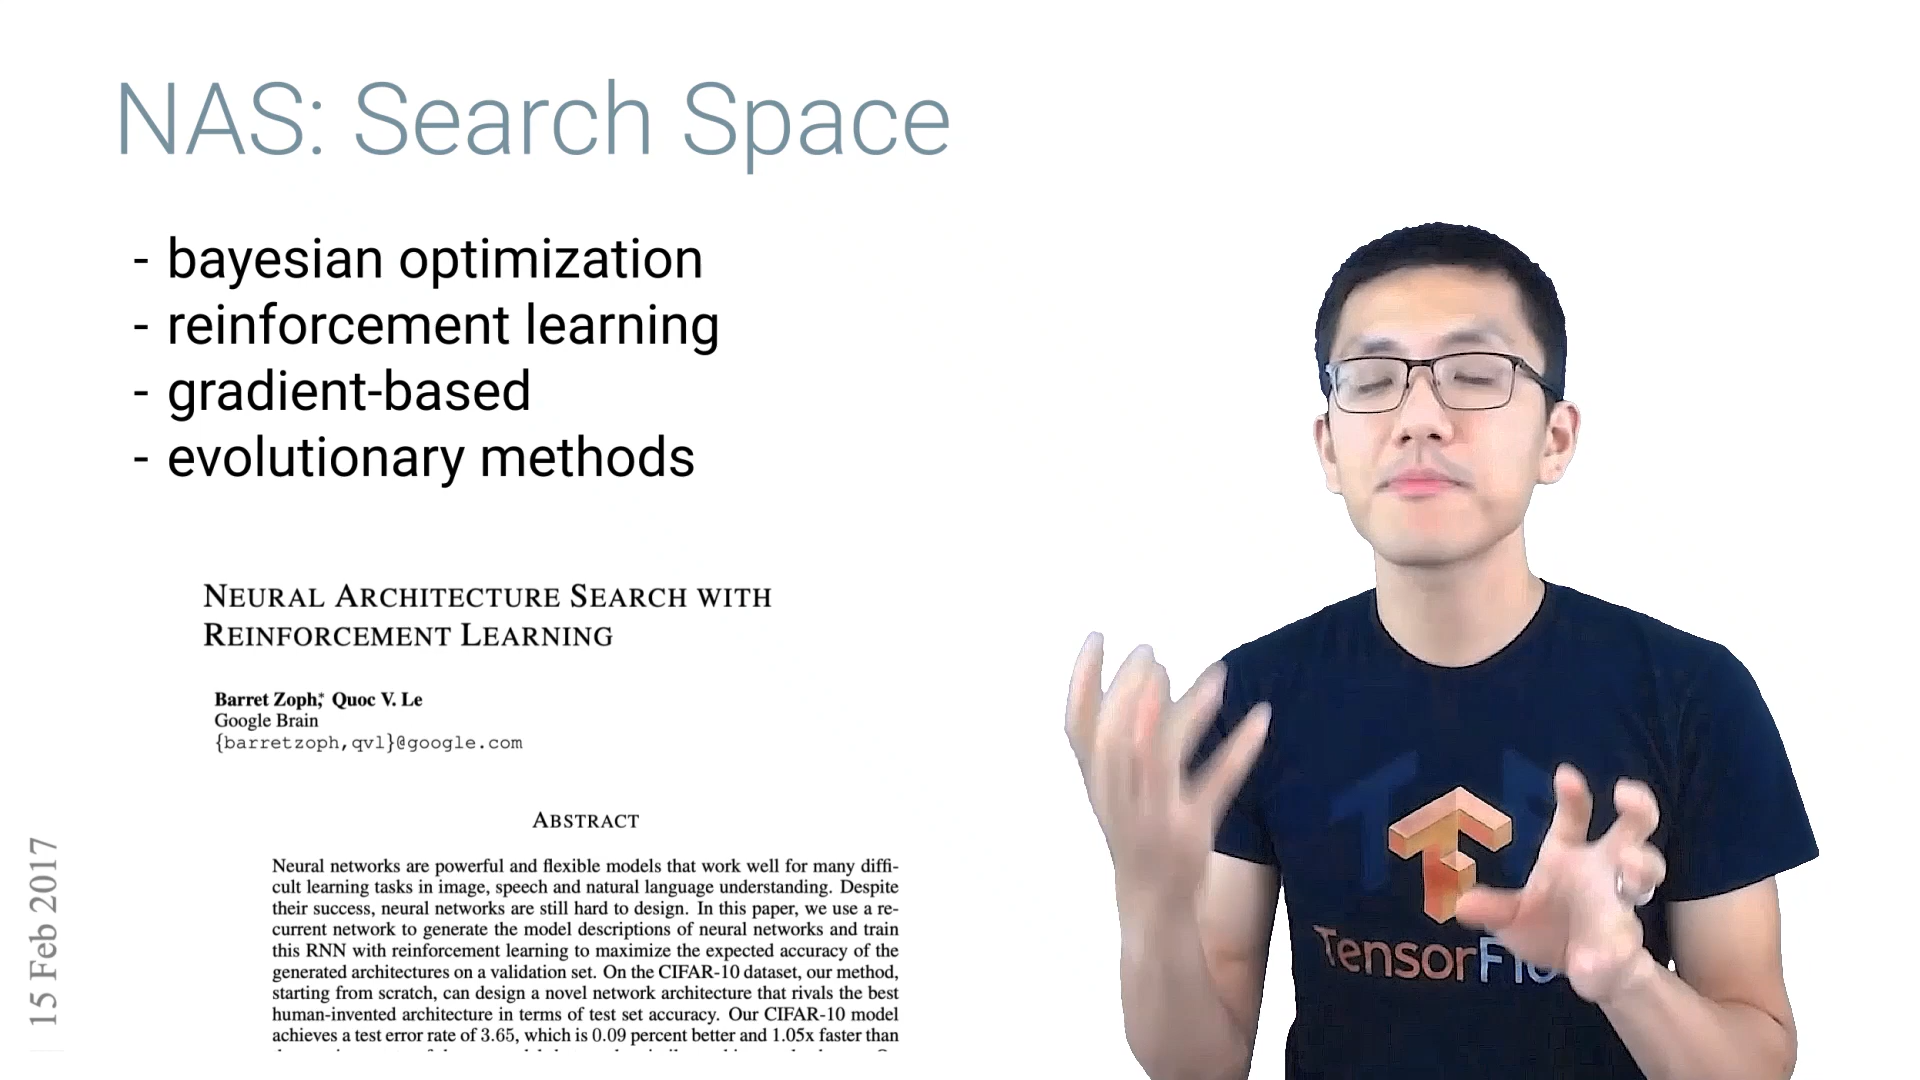 NAS: Search Space
- bayesian optimization
- reinforcement learning
- gradient-based
- evolutionary methods
NEURAL ARCHITECTURE SEARCH WITH
REINFORCEMENT LEARNING
Barret Zoph,* Quoc V. Le
Google Brain
{barretzoph,qvl}@google.com
ABSTRACT
Neural networks are powerful and flexible models that work well for many diffi-
cult learning tasks in image, speech and natural language understanding. Despite
their success, neural networks are still hard to design. In this paper, we use a re-
current network to generate the model descriptions of neural networks and train
this RNN with reinforcement learning to maximize the expected accuracy of the
generated architectures on a validation set. On the CIFAR-10 dataset, our method,
starting from scratch, can design a novel network architecture that rivals the best
human-invented architecture in terms of test set accuracy. Our CIFAR-10 model
achieves a test error rate of 3.65, which is 0.09 percent better and 1.05x faster than
15 Feb 2017
TensorFlo